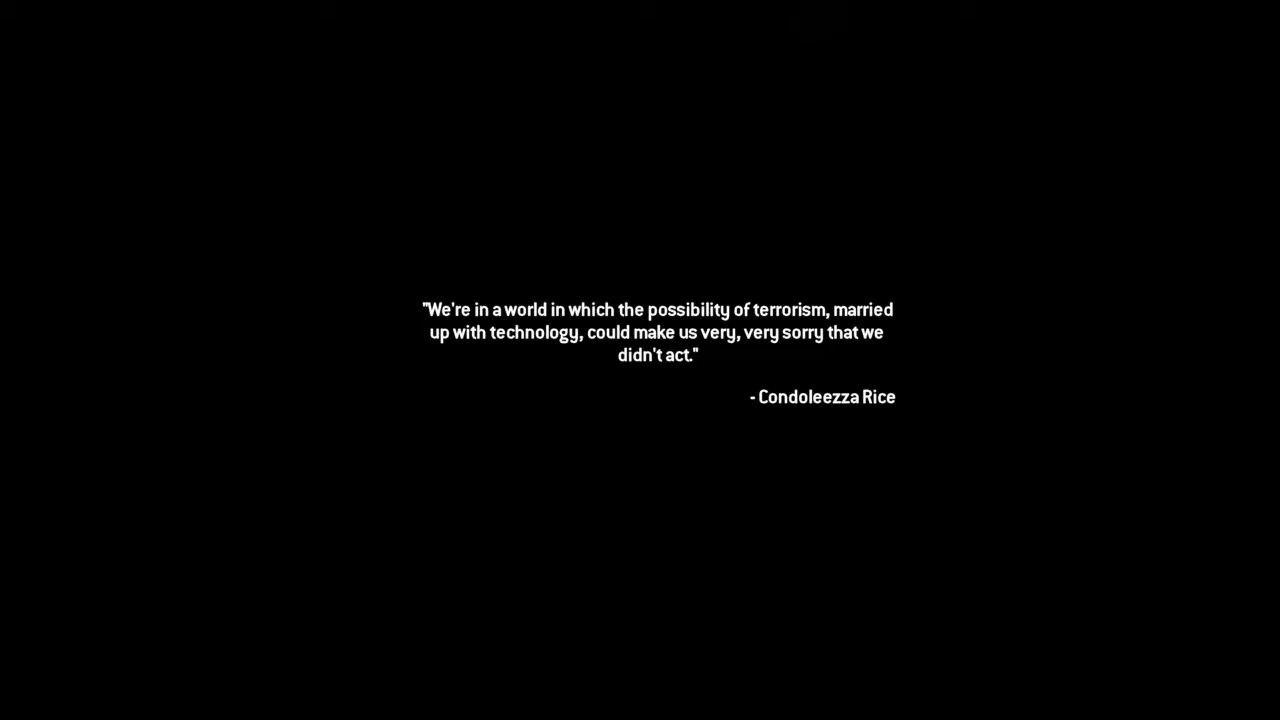 "We're in a world in which the possibility of terrorism, married
up with technology, could make us very, very sorry that we
didn't act."
- Condoleezza Rice